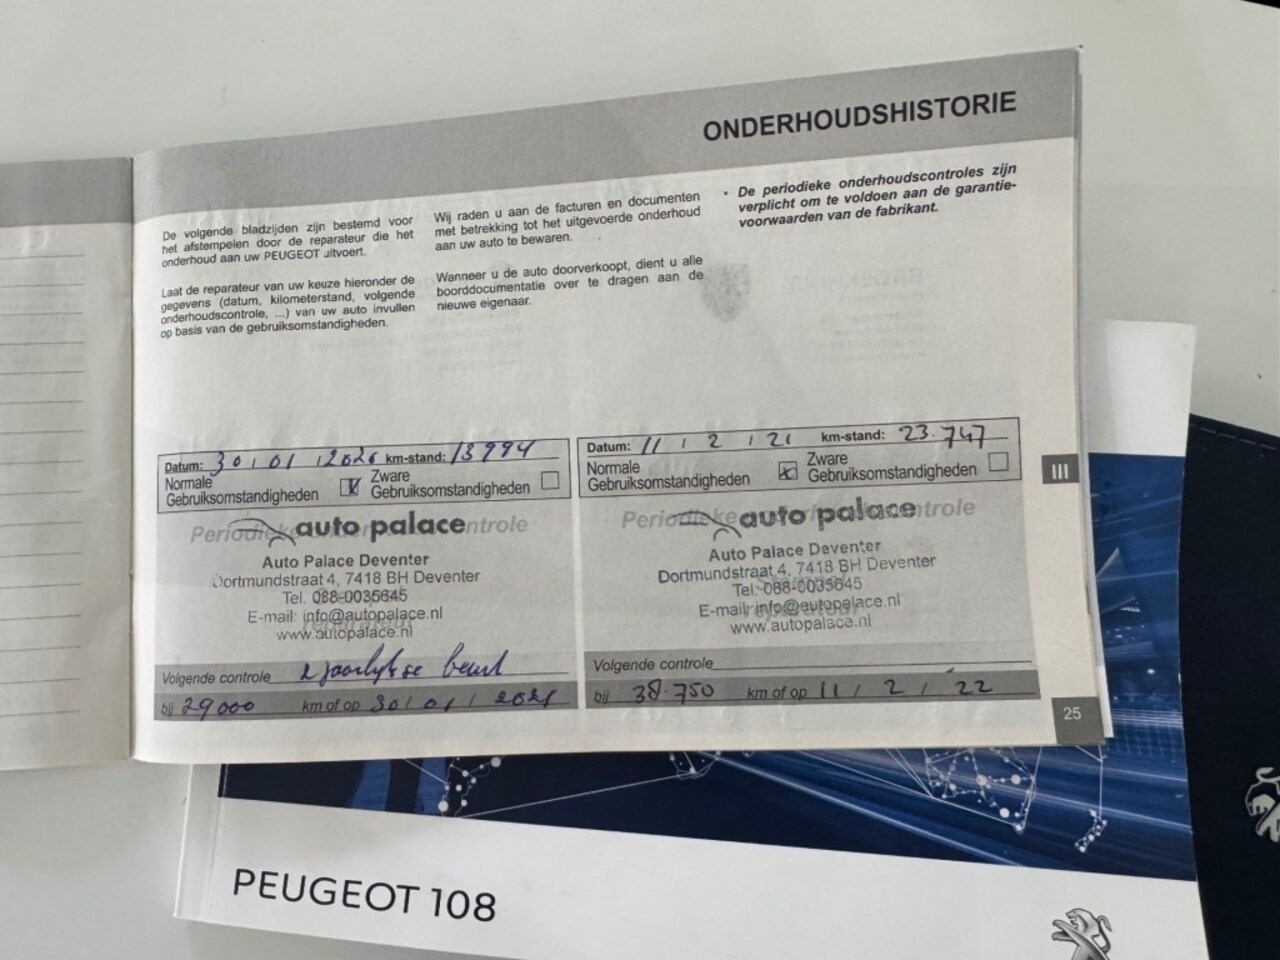 ONDERHOUDSHISTORIE
De volgende bladzijden zijn bestemd voor
het afstempelen door de reparateur die het
onderhoud aan uw PEUGEOT uitvoert.
Laat de reparateur van uw keuze hieronder de
gegevens (datum, kilometerstand, volgende
onderhoudscontrole, ...) van uw auto invullen
op basis van de gebruiksomstandigheden.
Wij raden u aan de facturen en documenten
met betrekking tot het uitgevoerde onderhoud
aan uw auto te bewaren.
Wanneer u de auto doorverkoopt, dient u alle
boorddocumentatie over te dragen aan de
nieuwe eigenaar.
• De periodieke onderhoudscontroles zijn
verplicht om te voldoen aan de garantie-
voorwaarden van de fabrikant.
Datum: 30 / 01 / 2020 km-stand: 13994
Normale
Gebruiksomstandigheden
Zware
Gebruiksomstandigheden
auto palace
Auto Palace Deventer
Dortmundstraat 4, 7418 BH Deventer
Tel. 088-0035645
E-mail: info@autopalace.nl
www.autopalace.nl
Volgende controle jaarlijkse beurt
bij 29000 km of op 30 / 01 / 2021
Datum: 11 / 2 / 21 km-stand: 23.747
Normale
Gebruiksomstandigheden
Zware
Gebruiksomstandigheden
auto palace
Auto Palace Deventer
Dortmundstraat 4, 7418 BH Deventer
Tel. 088-0035645
E-mail: info@autopalace.nl
www.autopalace.nl
Volgende controle
bij 38.750 km of op 11 / 2 / 22
III
25
PEUGEOT 108